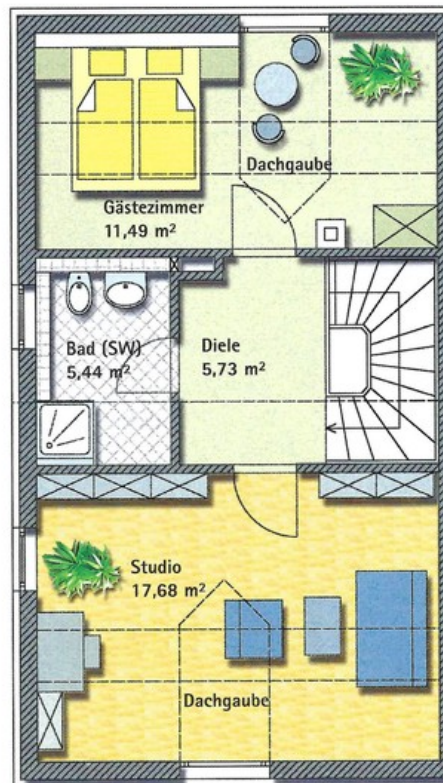 Dachgaube
Gästezimmer
11,49 m²
Bad (SW)
5,44 m²
Diele
5,73 m²
Studio
17,68 m²
Dachgaube